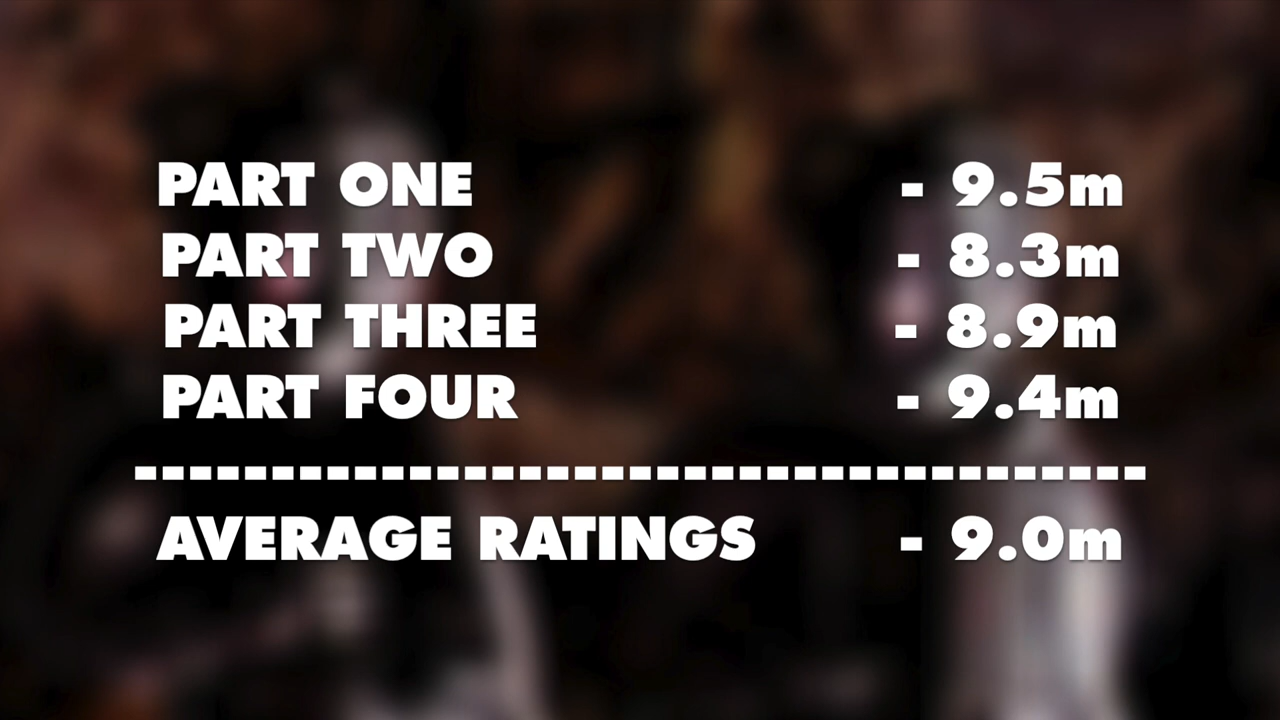 PART ONE - 9.5m
PART TWO - 8.3m
PART THREE - 8.9m
PART FOUR - 9.4m
-------------------------------------
AVERAGE RATINGS - 9.0m